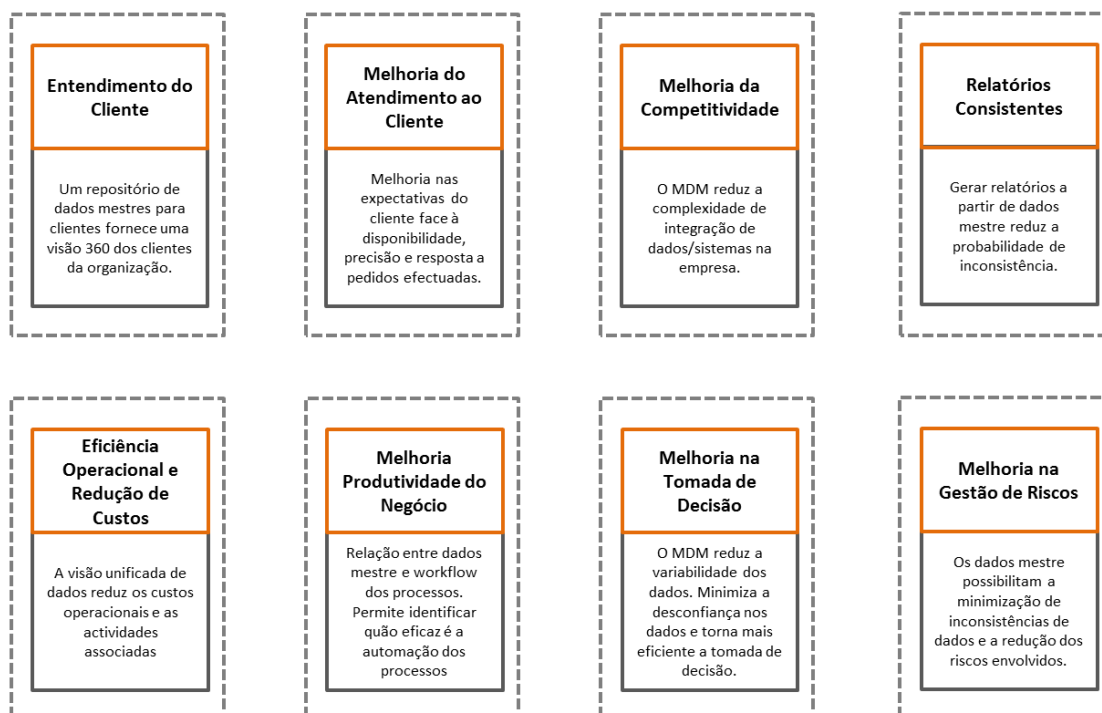 Entendimento do
Cliente
Um repositório de
dados mestres para
clientes fornece uma
visão 360 dos clientes
da organização.
Melhoria do
Atendimento ao
Cliente
Melhoria nas
expectativas do
cliente face à
disponibilidade,
precisão e resposta a
pedidos efectuadas.
Melhoria da
Competitividade
O MDM reduz a
complexidade de
integração de
dados/sistemas na
empresa.
Relatórios
Consistentes
Gerar relatórios a
partir de dados
mestre reduz a
probabilidade de
inconsistência.
Eficiência
Operacional e
Redução de
Custos
A visão unificada de
dados reduz os custos
operacionais e as
actividades
associadas
Melhoria
Produtividade do
Negócio
Relação entre dados
mestre e workflow
dos processos.
Permite identificar
quão eficaz é a
automação dos
processos
Melhoria na
Tomada de
Decisão
O MDM reduz a
variabilidade dos
dados. Minimiza a
desconfiança nos
dados e torna mais
eficiente a tomada de
decisão.
Melhoria na
Gestão de Riscos
Os dados mestre
possibilitam a
minimização de
inconsistências de
dados e a redução dos
riscos envolvidos.